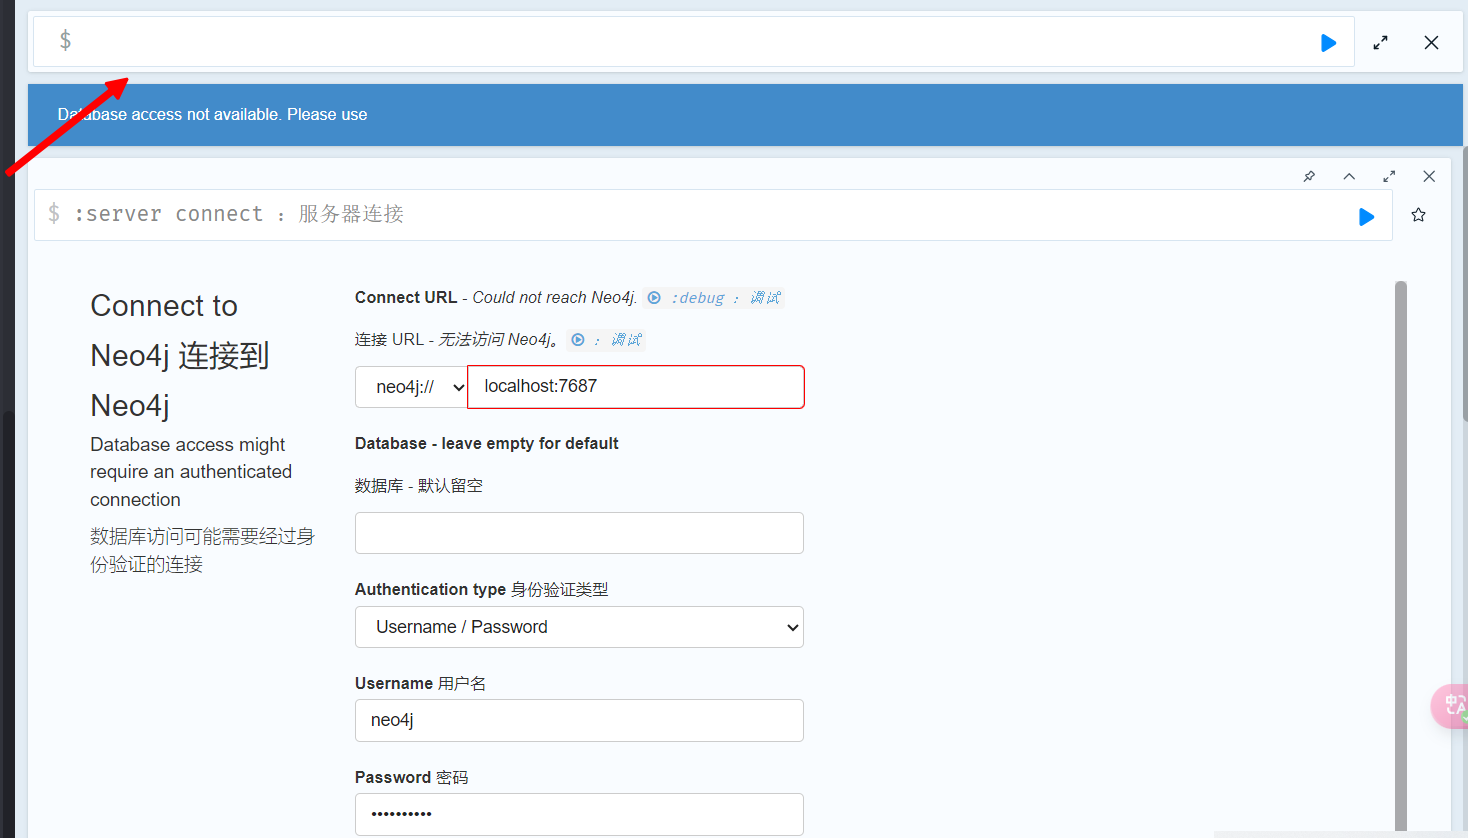 $
Database access not available. Please use
$ :server connect : 服务器连接
Connect to
Neo4j 连接到
Neo4j
Database access might
require an authenticated
connection
数据库访问可能需要经过身
份验证的连接
Connect URL - Could not reach Neo4j. :debug : 调试
连接 URL - 无法访问 Neo4j。 : 调试
neo4j:// localhost:7687
Database - leave empty for default
数据库 - 默认留空
Authentication type 身份验证类型
Username / Password
Username 用户名
neo4j
Password 密码
••••••••••
中 A